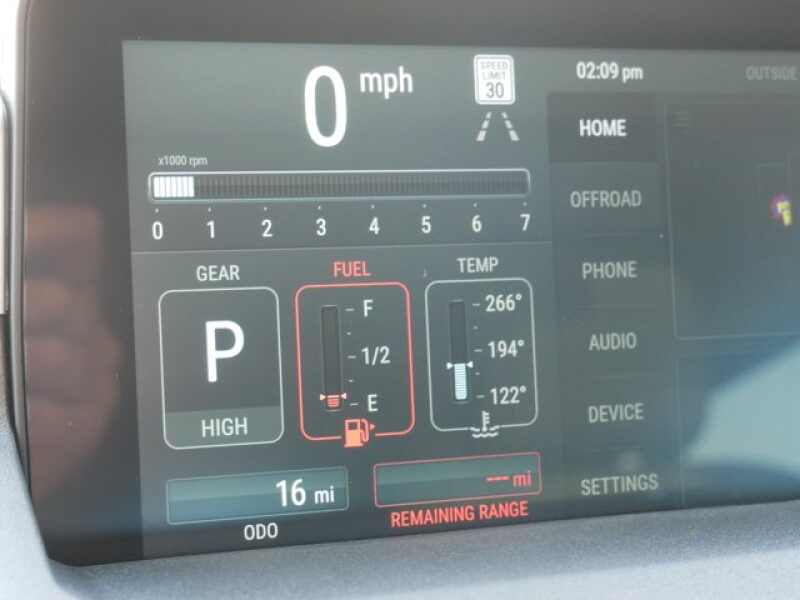 0 mph
SPEED
LIMIT
30
02:09 pm
OUTSIDE
x1000 rpm
0 1 2 3 4 5 6 7
HOME
OFFROAD
PHONE
AUDIO
DEVICE
SETTINGS
GEAR
P
HIGH
FUEL
F
1/2
E
TEMP
266°
194°
122°
16 mi
ODO
--- mi
REMAINING RANGE